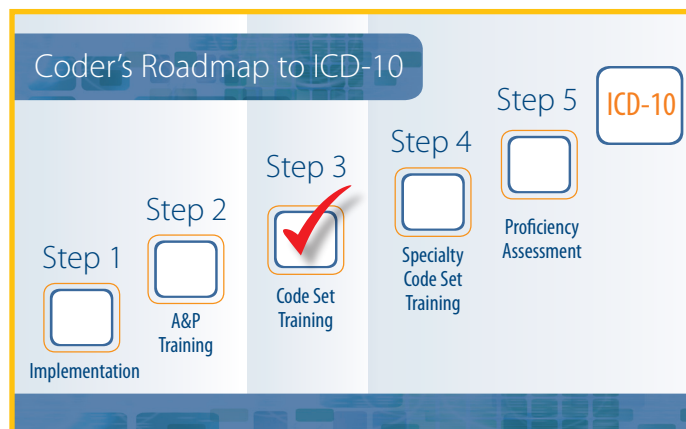 Coder's Roadmap to ICD-10
Step 1
Implementation
Step 2
A&P
Training
Step 3
Code Set
Training
Step 4
Specialty
Code Set
Training
Step 5
Proficiency
Assessment
ICD-10